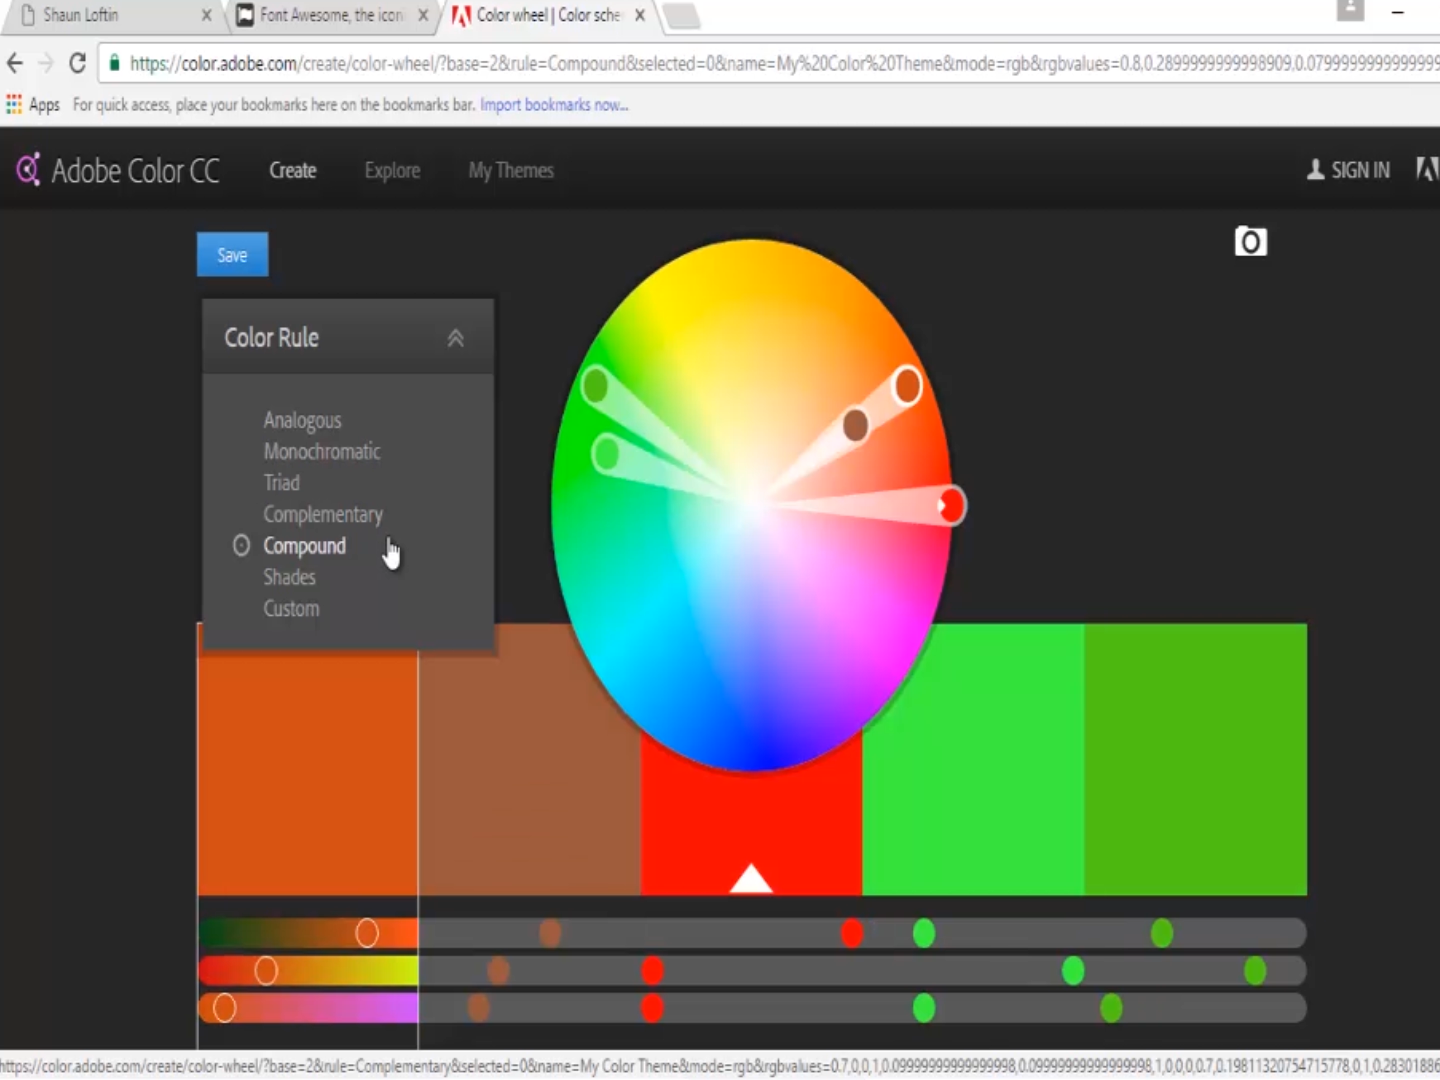 Shaun Loftin
Font Awesome, the icon
Color wheel | Color sche
https://color.adobe.com/create/color-wheel/?base=2&rule=Compound&selected=0&name=My%20Color%20Theme&mode=rgb&rgbvalues=0.8,0.2899999999998909,0.0799999999999999
Apps For quick access, place your bookmarks here on the bookmarks bar. Import bookmarks now...
Adobe Color CC
Create
Explore
My Themes
SIGN IN
Save
Color Rule
Analogous
Monochromatic
Triad
Complementary
Compound
Shades
Custom
https://color.adobe.com/create/color-wheel/?base=2&rule=Complementary&selected=0&name=My Color Theme&mode=rgb&rgbvalues=0.7,0,0,1,0.09999999999999998,0.09999999999999998,1,0,0,0,0.7,0.198113207547157​78,0,1,0.28301886